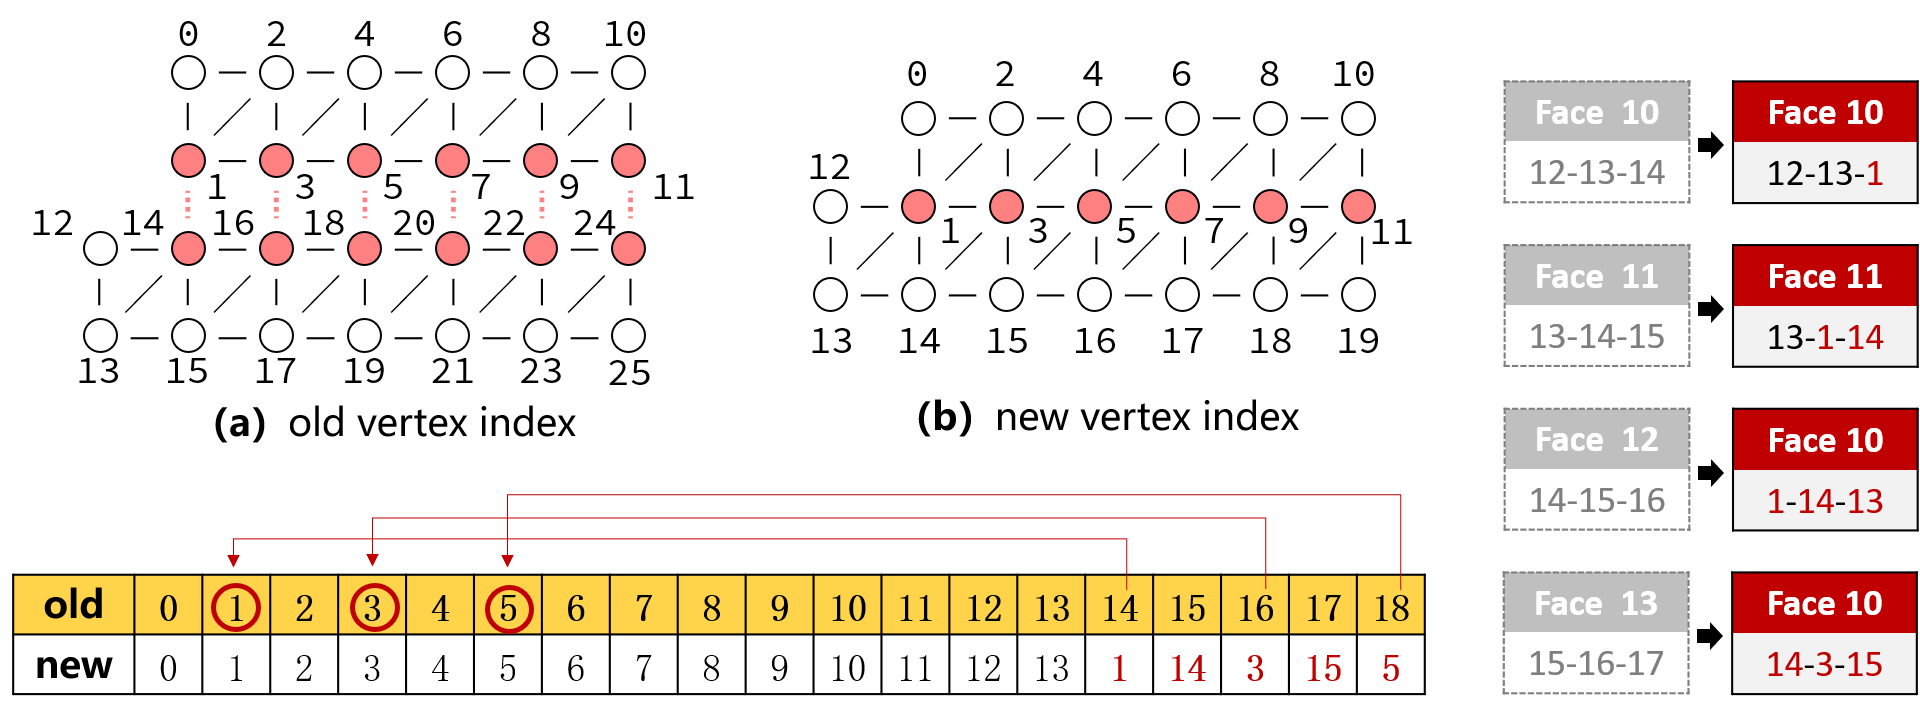 0 2 4 6 8 10
1 3 5 7 9 11
12 14 16 18 20 22 24
13 15 17 19 21 23 25
(a) old vertex index
0 2 4 6 8 10
12
1 3 5 7 9 11
13 14 15 16 17 18 19
(b) new vertex index
old 0 1 2 3 4 5 6 7 8 9 10 11 12 13 14 15 16 17 18
new 0 1 2 3 4 5 6 7 8 9 10 11 12 13 1 14 3 15 5
Face 10
12-13-14
Face 10
12-13-1
Face 11
13-14-15
Face 11
13-1-14
Face 12
14-15-16
Face 10
1-14-13
Face 13
15-16-17
Face 10
14-3-15